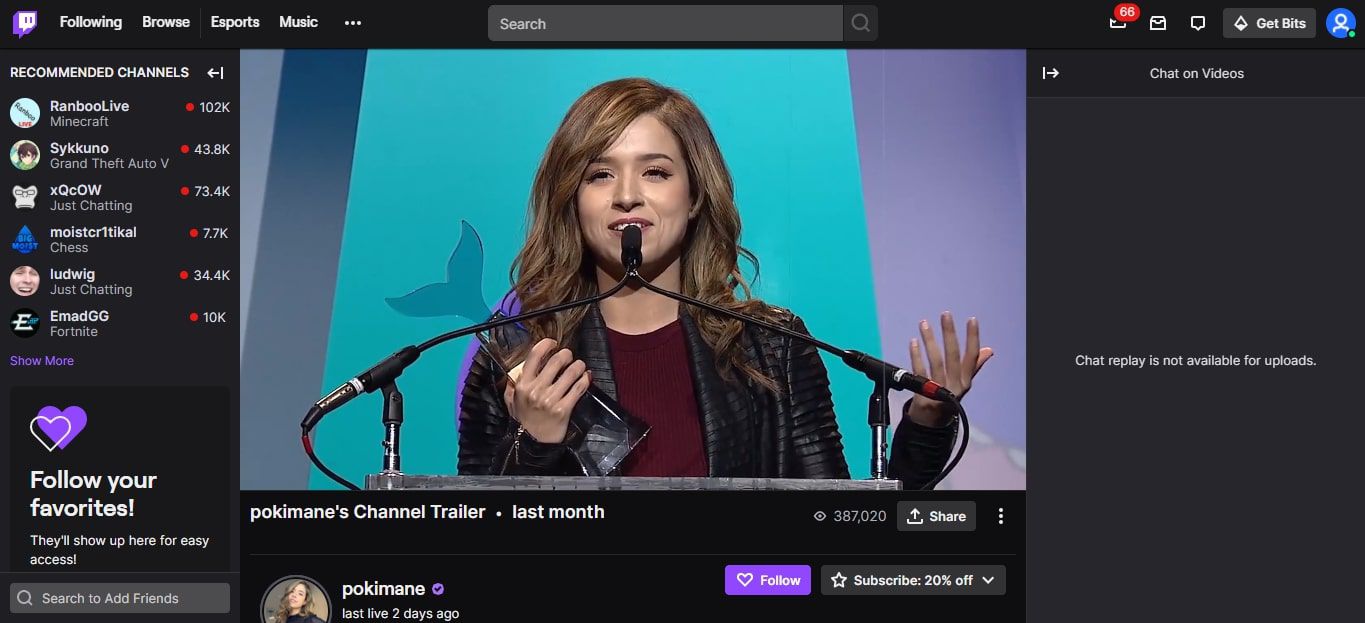 Following
Browse
Esports
Music
Search
66
Get Bits
RECOMMENDED CHANNELS
RanbooLive
102K
Minecraft
Sykkuno
43.8K
Grand Theft Auto V
xQcOW
73.4K
Just Chatting
moistcr1tikal
7.7K
Chess
ludwig
34.4K
Just Chatting
EmadGG
10K
Fortnite
Show More
Follow your
favorites!
They'll show up here for easy
access!
Search to Add Friends
pokimane's Channel Trailer • last month
387,020
Share
pokimane
last live 2 days ago
Follow
Subscribe: 20% off
Chat on Videos
Chat replay is not available for uploads.
Ranboo
LIVE
BIG
MOIST